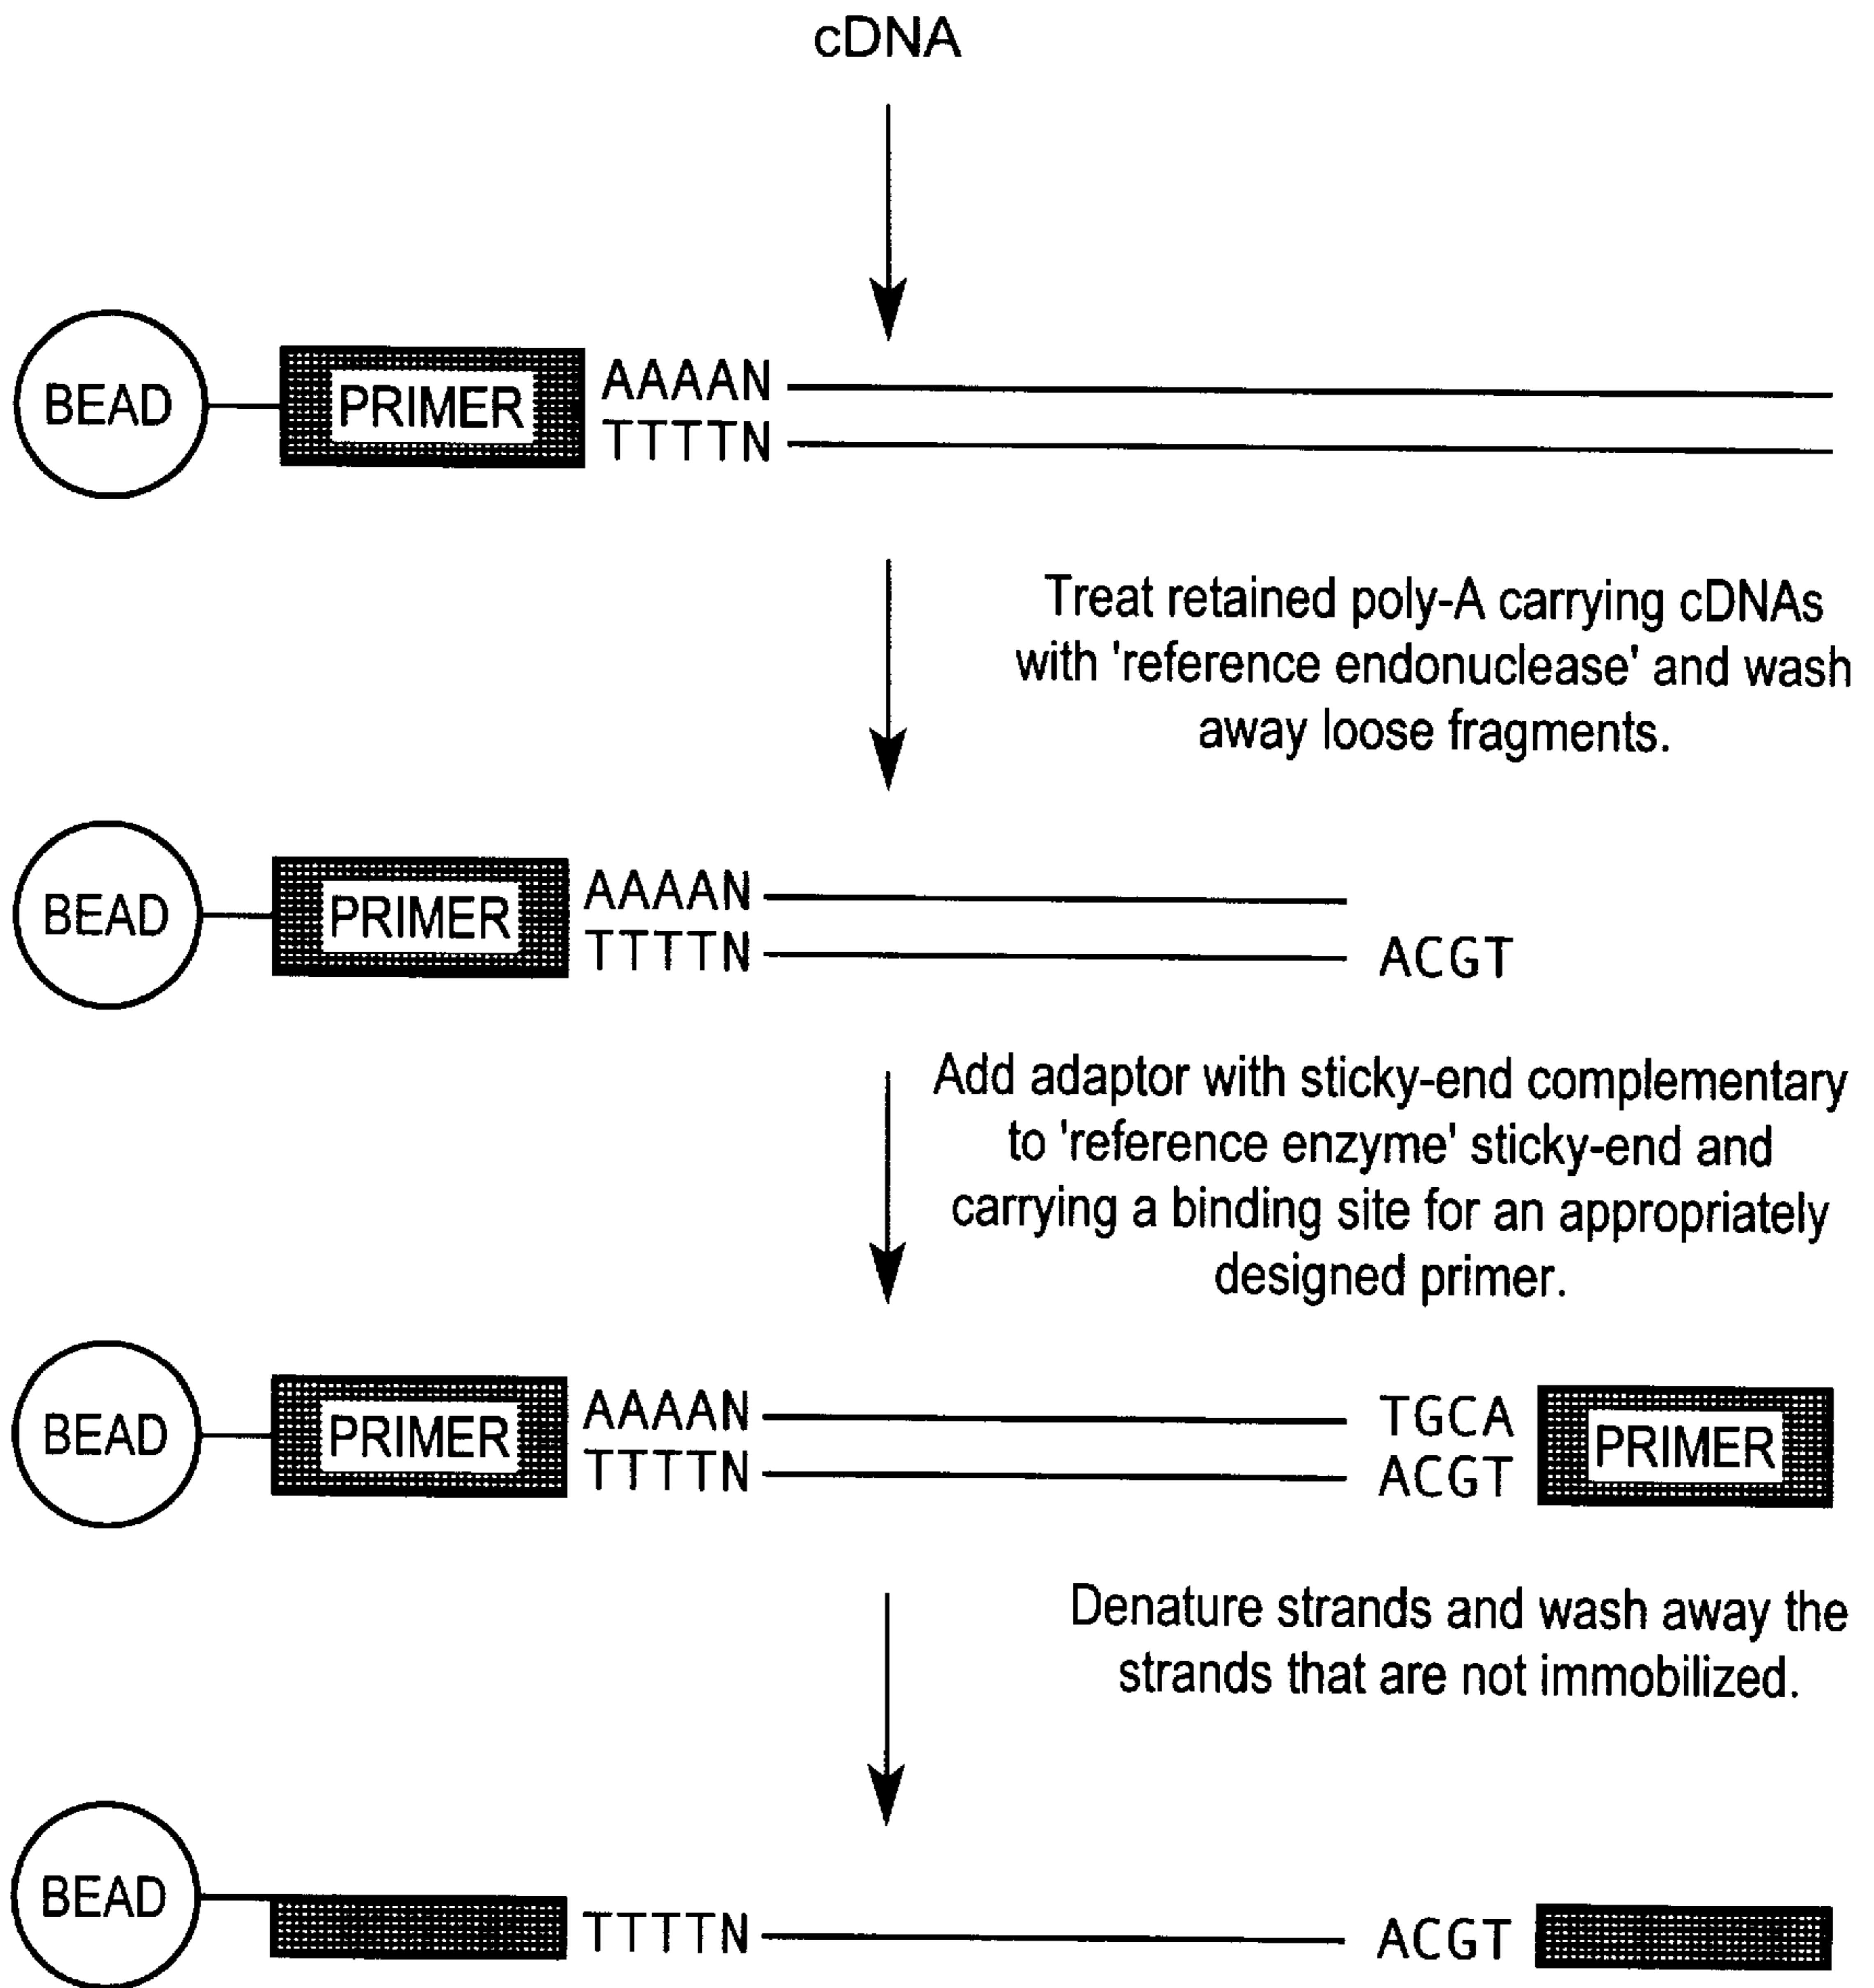 cDNA
BEAD PRIMER AAAAN
TTTTN
Treat retained poly-A carrying cDNAs
with 'reference endonuclease' and wash
away loose fragments.
BEAD PRIMER AAAAN
TTTTN ACGT
Add adaptor with sticky-end complementary
to 'reference enzyme' sticky-end and
carrying a binding site for an appropriately
designed primer.
BEAD PRIMER AAAAN TGCA PRIMER
TTTTN ACGT
Denature strands and wash away the
strands that are not immobilized.
BEAD TTTTN ACGT